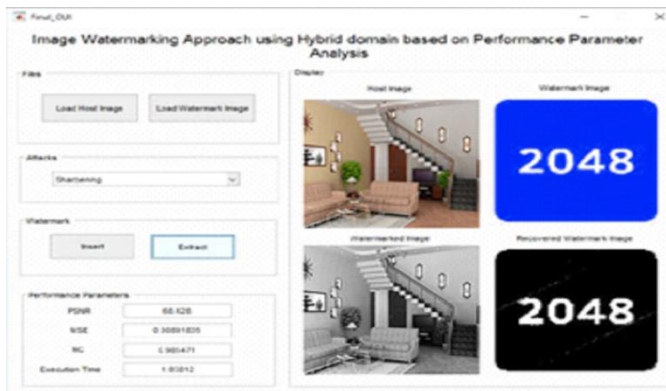 Final_GUI
Image Watermarking Approach using Hybrid domain based on Performance Parameter
Analysis
Files
Load Host Image
Load Watermark Image
Attacks
Sharpening
Watermark
Insert
Extract
Performance Parameters
PSNR
68.628
MSE
NC
Execution Time
Display
Host Image
Watermark Image
2048
Watermarked Image
Recovered Watermark Image
2048